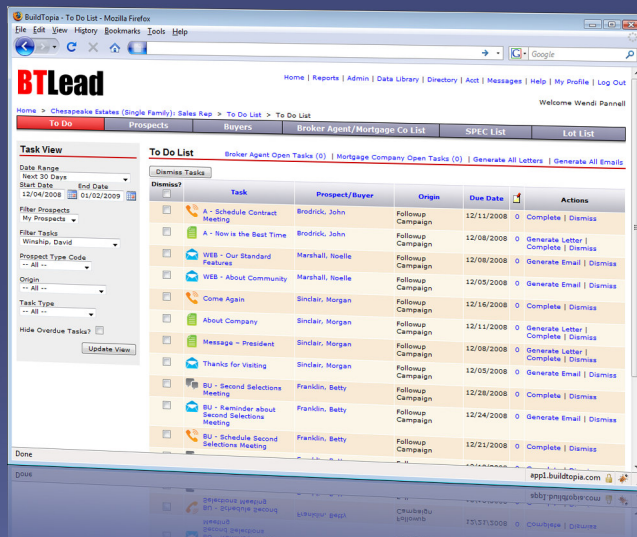 BuildTopia - To Do List - Mozilla Firefox
File Edit View History Bookmarks Tools Help
Google
BTLead
Home | Reports | Admin | Data Library | Directory | Acct | Messages | Help | My Profile | Log Out
Welcome Wendi Pannell
Home > Chesapeake Estates (Single Family): Sales Rep > To Do List > To Do List
To Do Prospects Buyers Broker Agent/Mortgage Co List SPEC List Lot List
Task View
Date Range
Next 30 Days
Start Date End Date
12/04/2008 01/02/2009
Filter Prospects
My Prospects
Filter Tasks
Winship, David
Prospect Type Code
-- All --
Origin
-- All --
Task Type
-- All --
Hide Overdue Tasks?
Update View
To Do List Broker Agent Open Tasks (0) | Mortgage Company Open Tasks (0) | Generate All Letters | Generate All Emails
Dismiss Tasks
Dismiss? Task Prospect/Buyer Origin Due Date Actions
A - Schedule Contract Meeting Brodrick, John Followup Campaign 12/11/2008 0 Complete | Dismiss
A - Now is the Best Time Brodrick, John Followup Campaign 12/08/2008 0 Generate Letter | Complete | Dismiss
WEB - Our Standard Features Marshall, Noelle Followup Campaign 12/08/2008 0 Generate Email | Dismiss
WEB - About Community Marshall, Noelle Followup Campaign 12/05/2008 0 Generate Email | Dismiss
Come Again Sinclair, Morgan Followup Campaign 12/16/2008 0 Complete | Dismiss
About Company Sinclair, Morgan Followup Campaign 12/11/2008 0 Generate Letter | Complete | Dismiss
Message - President Sinclair, Morgan Followup Campaign 12/08/2008 0 Generate Letter | Complete | Dismiss
Thanks for Visiting Sinclair, Morgan Followup Campaign 12/05/2008 0 Generate Email | Dismiss
BU - Second Selections Meeting Franklin, Betty Followup Campaign 12/28/2008 0 Complete | Dismiss
BU - Reminder about Second Selections Meeting Franklin, Betty Followup Campaign 12/24/2008 0 Generate Email | Dismiss
BU - Schedule Second Selections Meeting Franklin, Betty Followup Campaign 12/21/2008 0 Complete | Dismiss
Done
app1.buildtopia.com